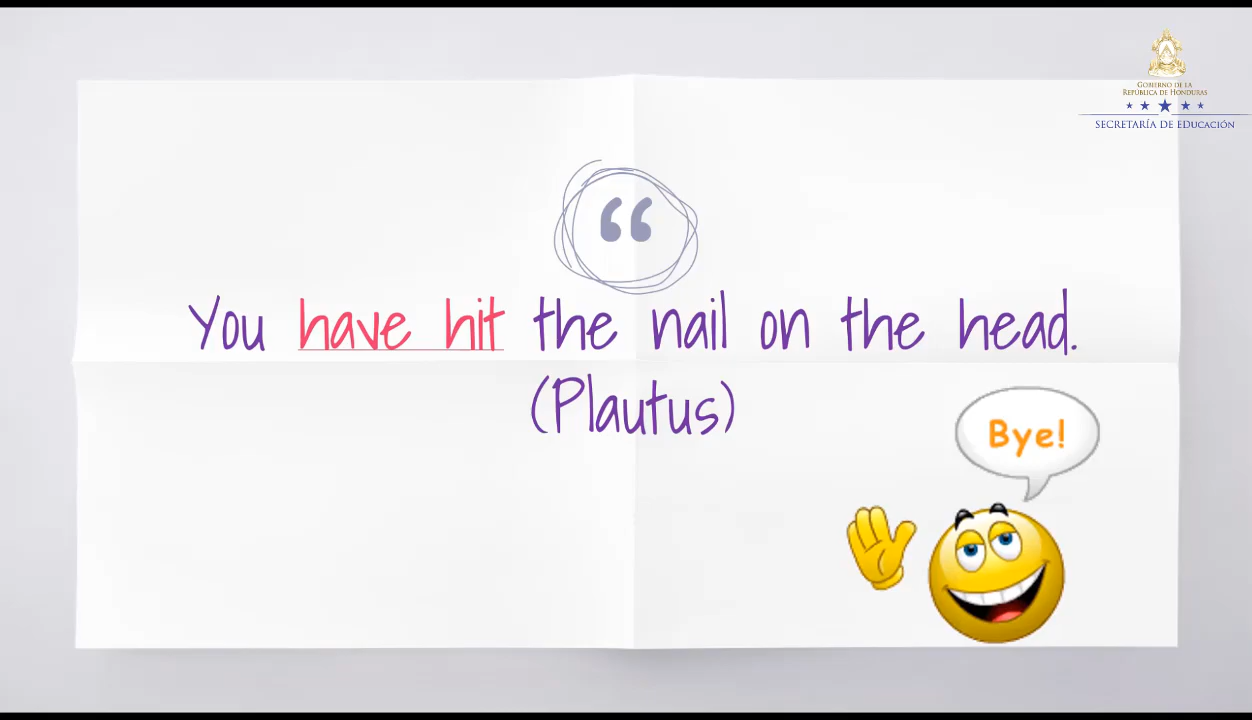 GOBIERNO DE LA
REPÚBLICA DE HONDURAS
SECRETARÍA DE EDUCACIÓN
“
You have hit the nail on the head.
(Plautus)
Bye!